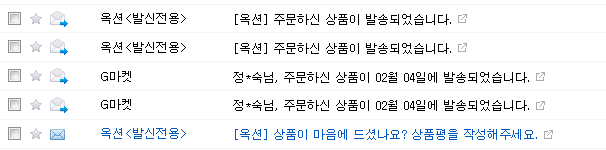 옥션<발신전용> [옥션] 주문하신 상품이 발송되었습니다.
옥션<발신전용> [옥션] 주문하신 상품이 발송되었습니다.
G마켓 정*숙님, 주문하신 상품이 02월 04일에 발송되었습니다.
G마켓 정*숙님, 주문하신 상품이 02월 04일에 발송되었습니다.
옥션<발신전용> [옥션] 상품이 마음에 드셨나요? 상품평을 작성해주세요.